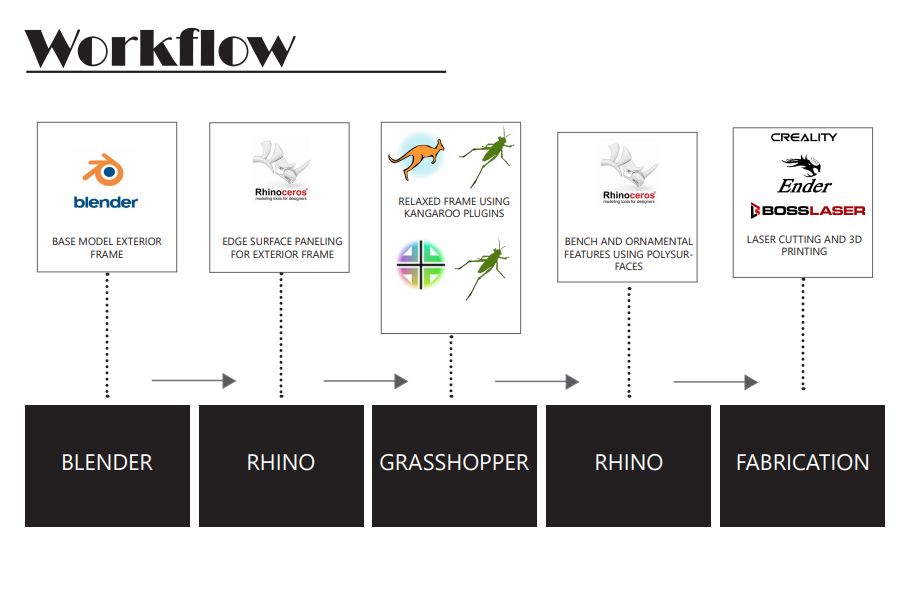 Workflow
blender
BASE MODEL EXTERIOR
FRAME
Rhinoceros®
modeling tools for designers
EDGE SURFACE PANELING
FOR EXTERIOR FRAME
RELAXED FRAME USING
KANGAROO PLUGINS
Rhinoceros®
modeling tools for designers
BENCH AND ORNAMENTAL
FEATURES USING POLYSUR-
FACES
CREALITY
Ender
BOSSLASER
LASER CUTTING AND 3D
PRINTING
BLENDER
RHINO
GRASSHOPPER
RHINO
FABRICATION